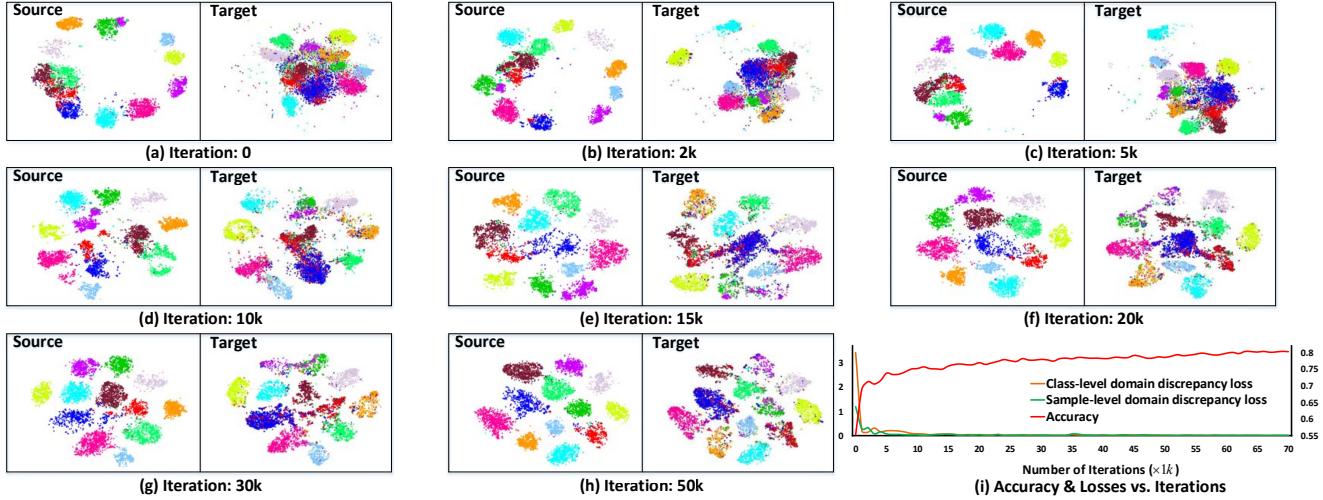 Source Target
(a) Iteration: 0
Source Target
(b) Iteration: 2k
Source Target
(c) Iteration: 5k
Source Target
(d) Iteration: 10k
Source Target
(e) Iteration: 15k
Source Target
(f) Iteration: 20k
Source Target
(g) Iteration: 30k
Source Target
(h) Iteration: 50k
3
2
1
0
0.8
0.75
0.7
0.65
0.6
0.55
Class-level domain discrepancy loss
Sample-level domain discrepancy loss
Accuracy
0 5 10 15 20 25 30 35 40 45 50 55 60 65 70
Number of Iterations (×1k)
(i) Accuracy & Losses vs. Iterations